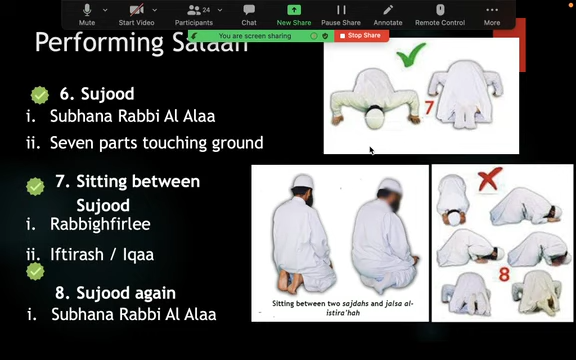 Mute
Start Video
Participants
24
Chat
New Share
Pause Share
Annotate
Remote Control
More
You are screen sharing
Stop Share
Performing Salaah
6. Sujood
i. Subhana Rabbi Al Alaa
ii. Seven parts touching ground
7
7. Sitting between
Sujood
i. Rabbighfirlee
ii. Iftirash / Iqaa
8. Sujood again
i. Subhana Rabbi Al Alaa
Sitting between two sajdahs and jalsa al-
istira'hah
8